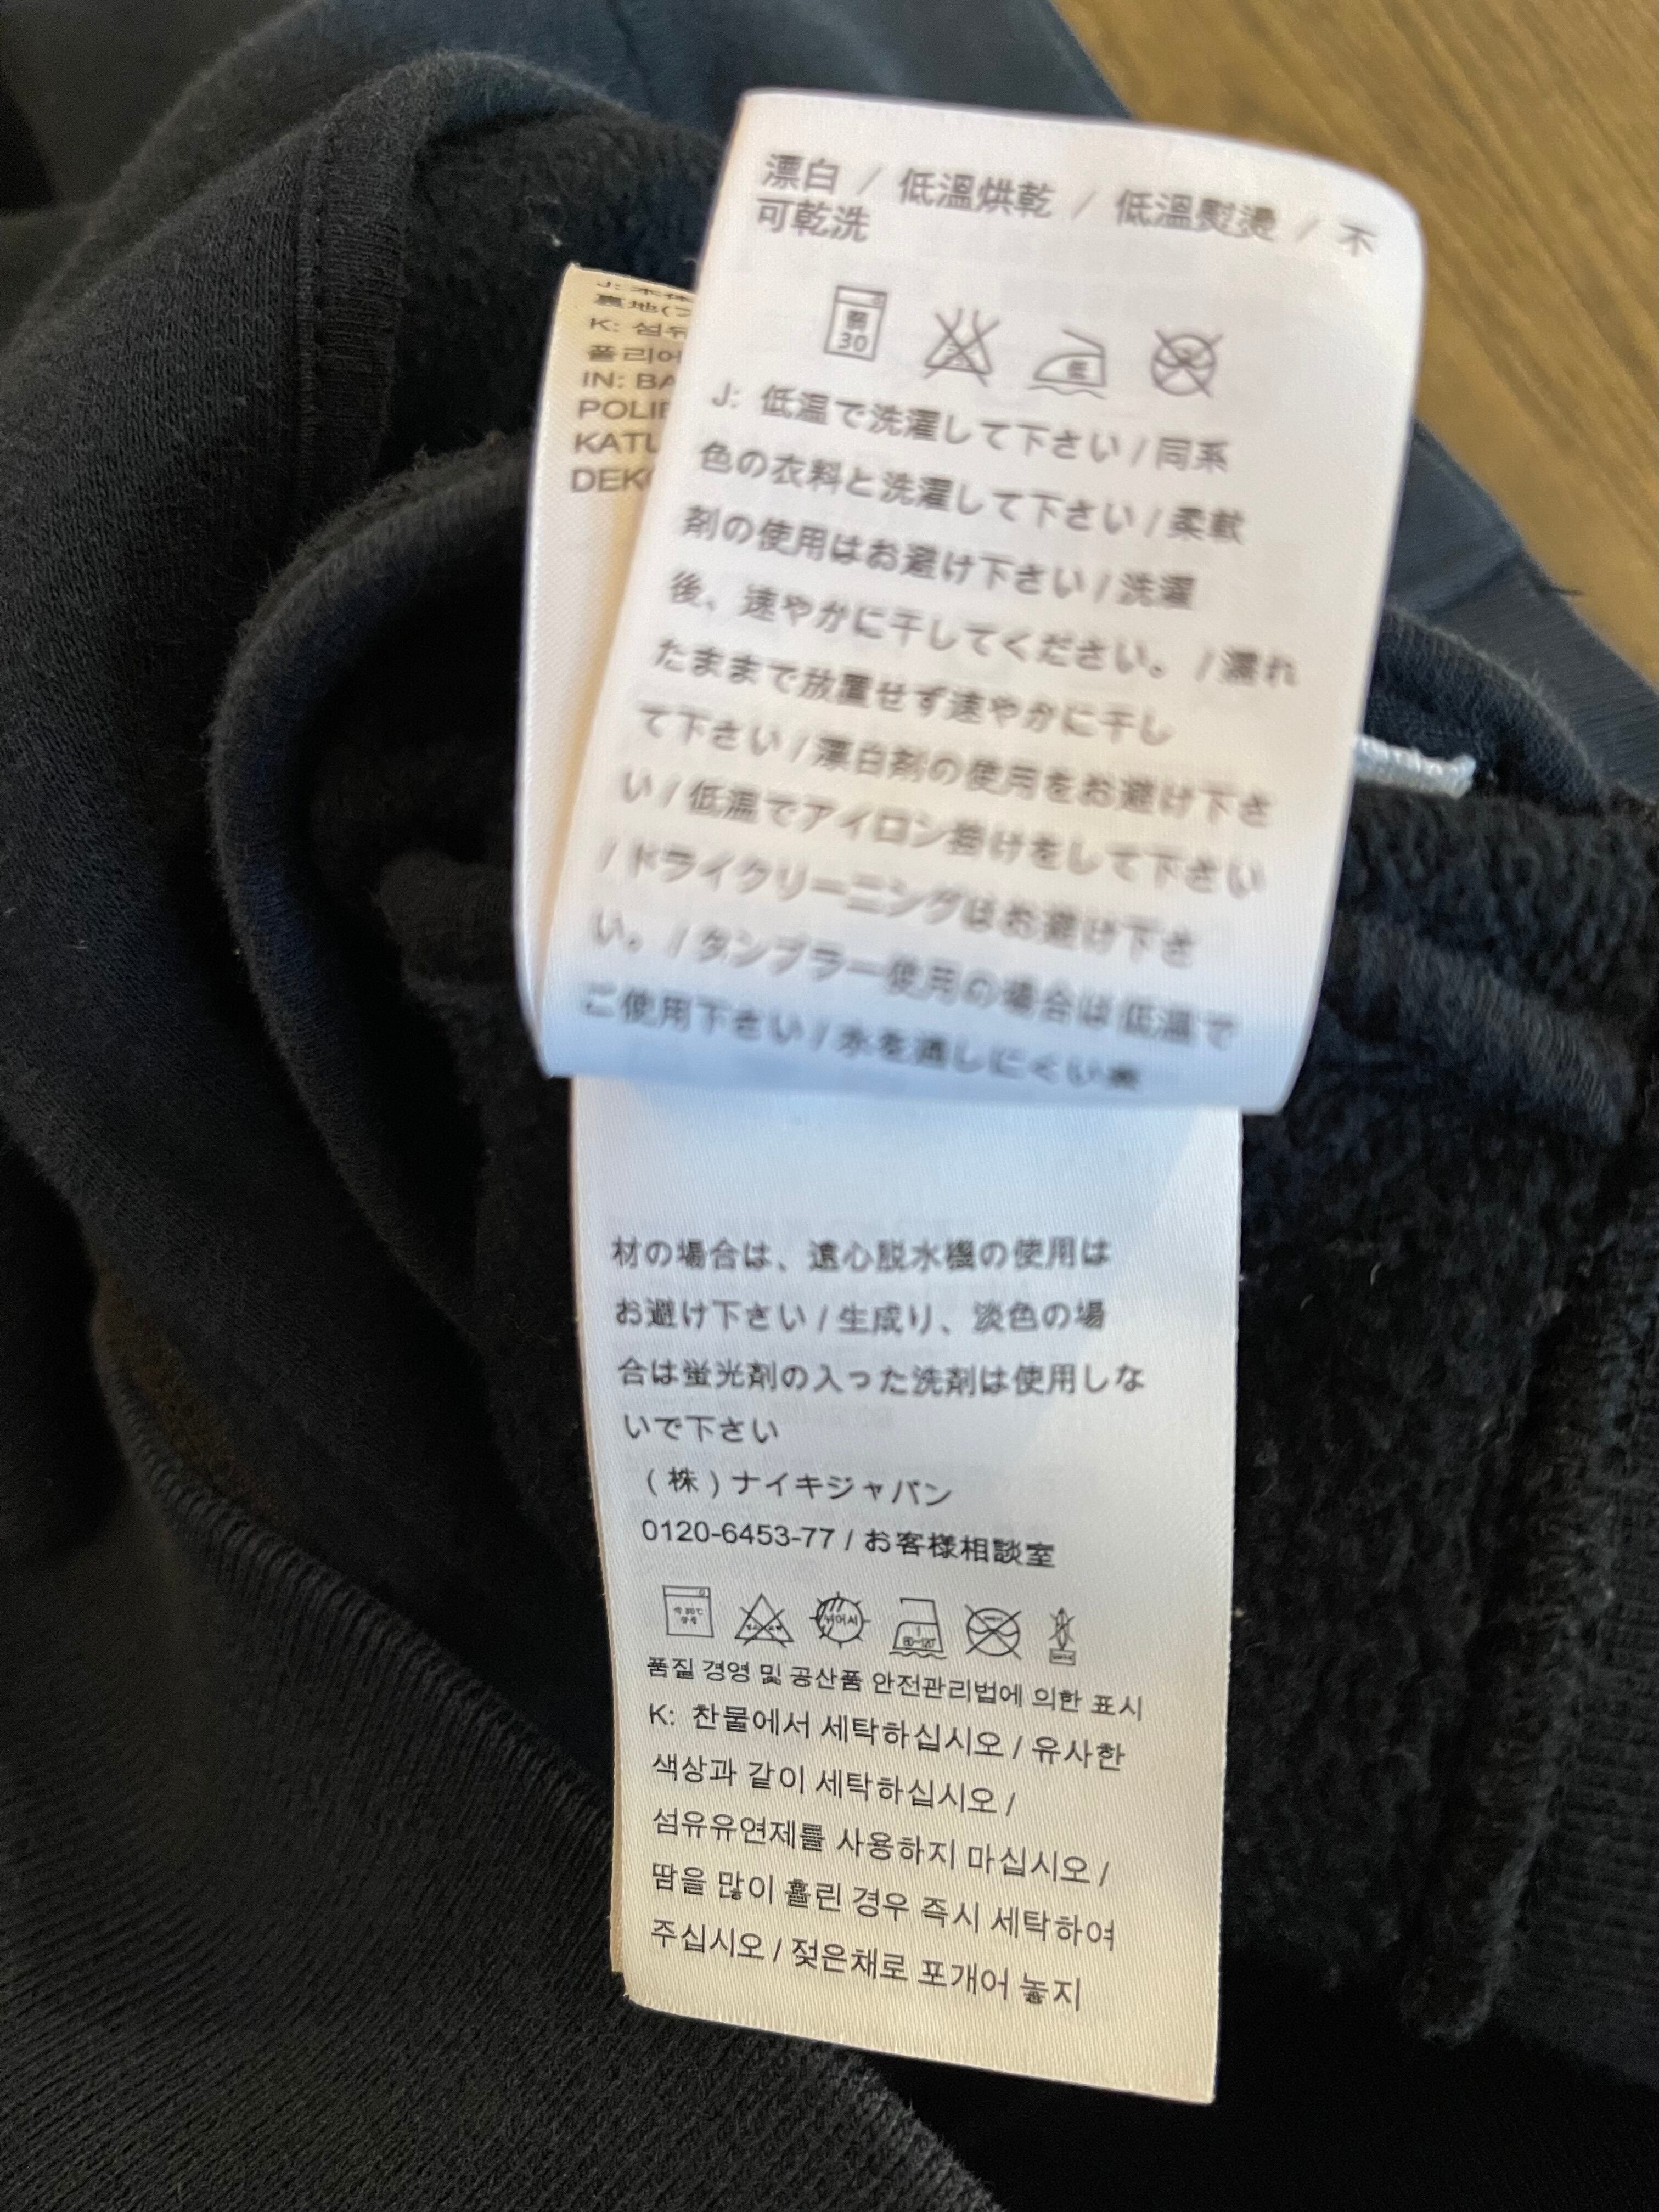 漂白 / 低溫烘乾 / 低溫熨燙 / 不
可乾洗
30
J: 低温で洗濯して下さい / 同系
色の衣料と洗濯して下さい / 柔軟
剤の使用はお避け下さい / 洗濯
後、速やかに干してください。 / 濡れ
たままで放置せず速やかに干し
て下さい / 漂白剤の使用をお避け下さ
い / 低温でアイロン掛けをして下さい
/ ドライクリーニングはお避け下さ
い。 / タンブラー使用の場合は低温で
ご使用下さい / 水を通しにくい素
裏地(
K: 섬유
폴리에
IN: BA
POLIE
KATU
DEK
材の場合は、遠心脱水機の使用は
お避け下さい / 生成り、淡色の場
合は蛍光剤の入った洗剤は使用しな
いで下さい
( 株 ) ナイキジャパン
0120-6453-77 / お客様相談室
품질 경영 및 공산품 안전관리법에 의한 표시
K: 찬물에서 세탁하십시오 / 유사한
색상과 같이 세탁하십시오 /
섬유유연제를 사용하지 마십시오 /
땀을 많이 흘린 경우 즉시 세탁하여
주십시오 / 젖은채로 포개어 놓지